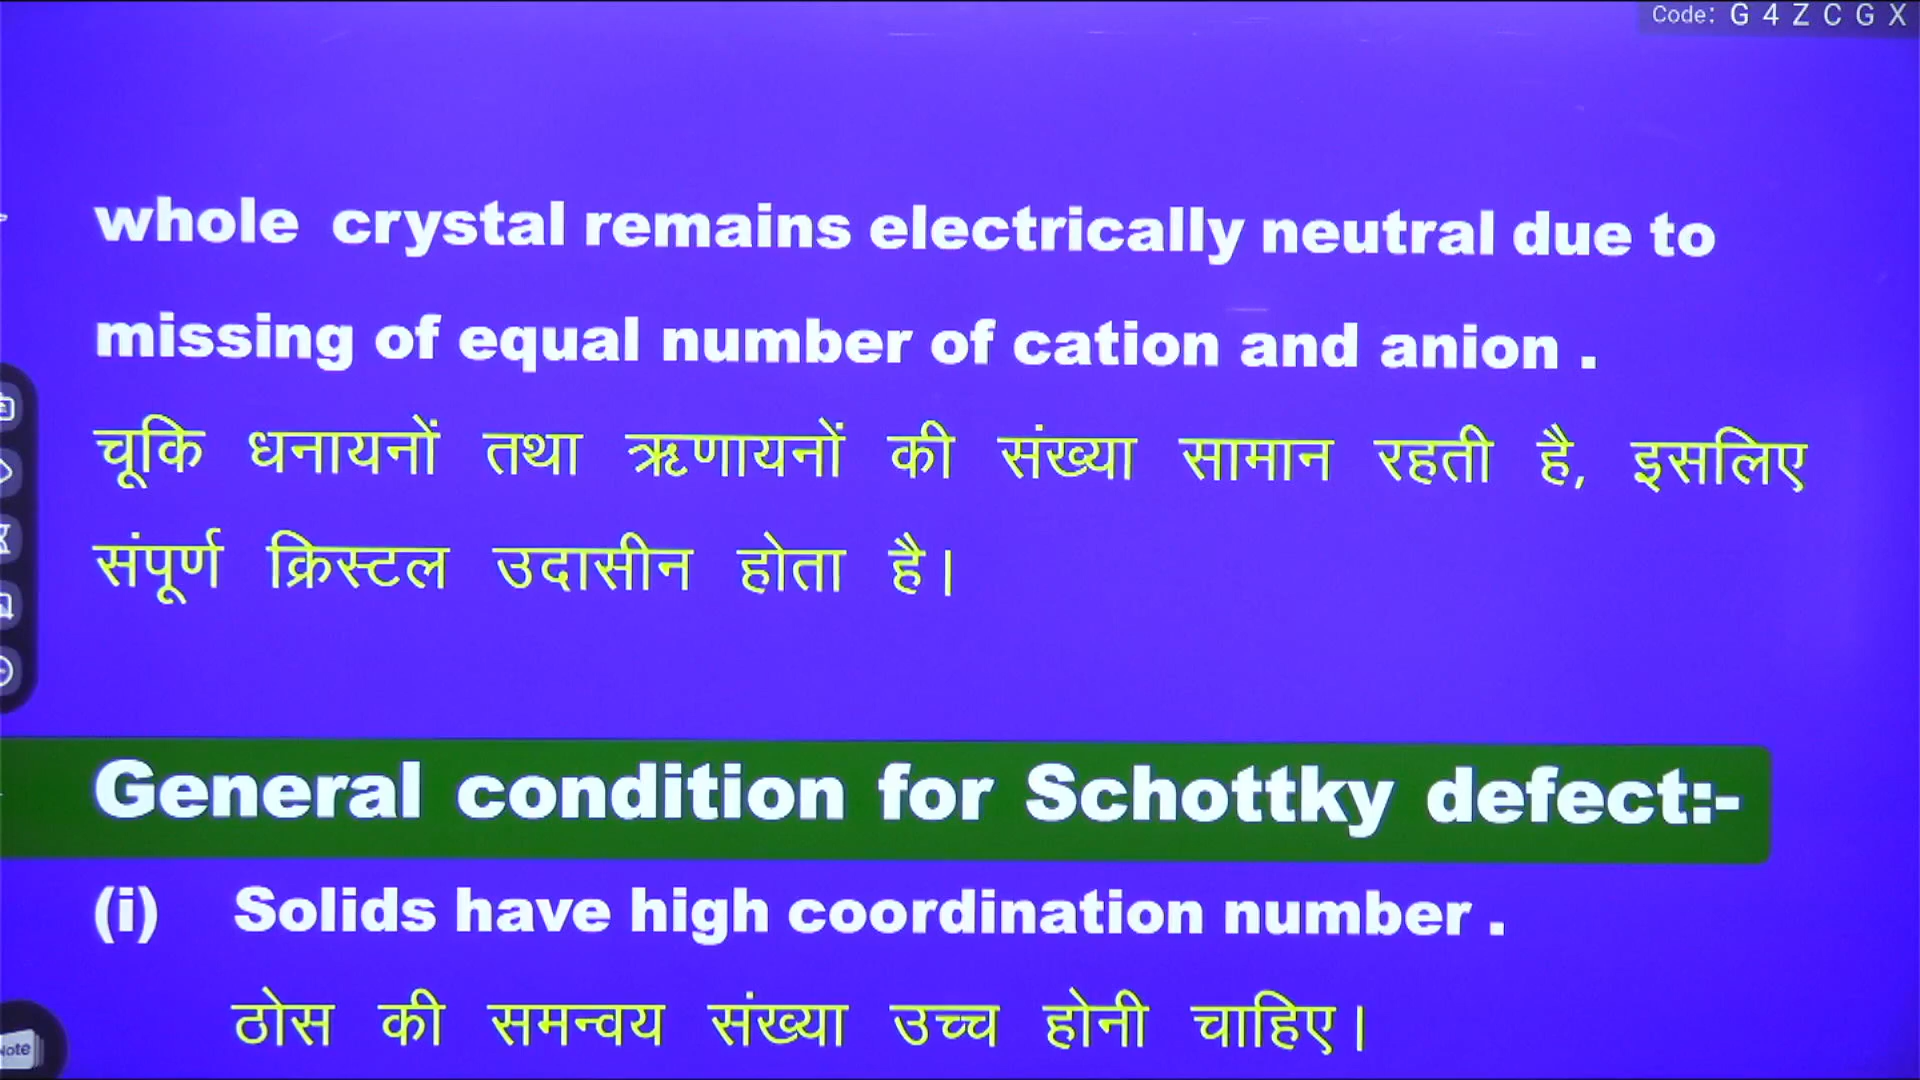 Code: G 4 Z C G X
whole crystal remains electrically neutral due to
missing of equal number of cation and anion .
चूकि धनायनों तथा ऋणायनों की संख्या सामान रहती है, इसलिए
संपूर्ण क्रिस्टल उदासीन होता है।
General condition for Schottky defect:-
(i) Solids have high coordination number .
ठोस की समन्वय संख्या उच्च होनी चाहिए।
Note